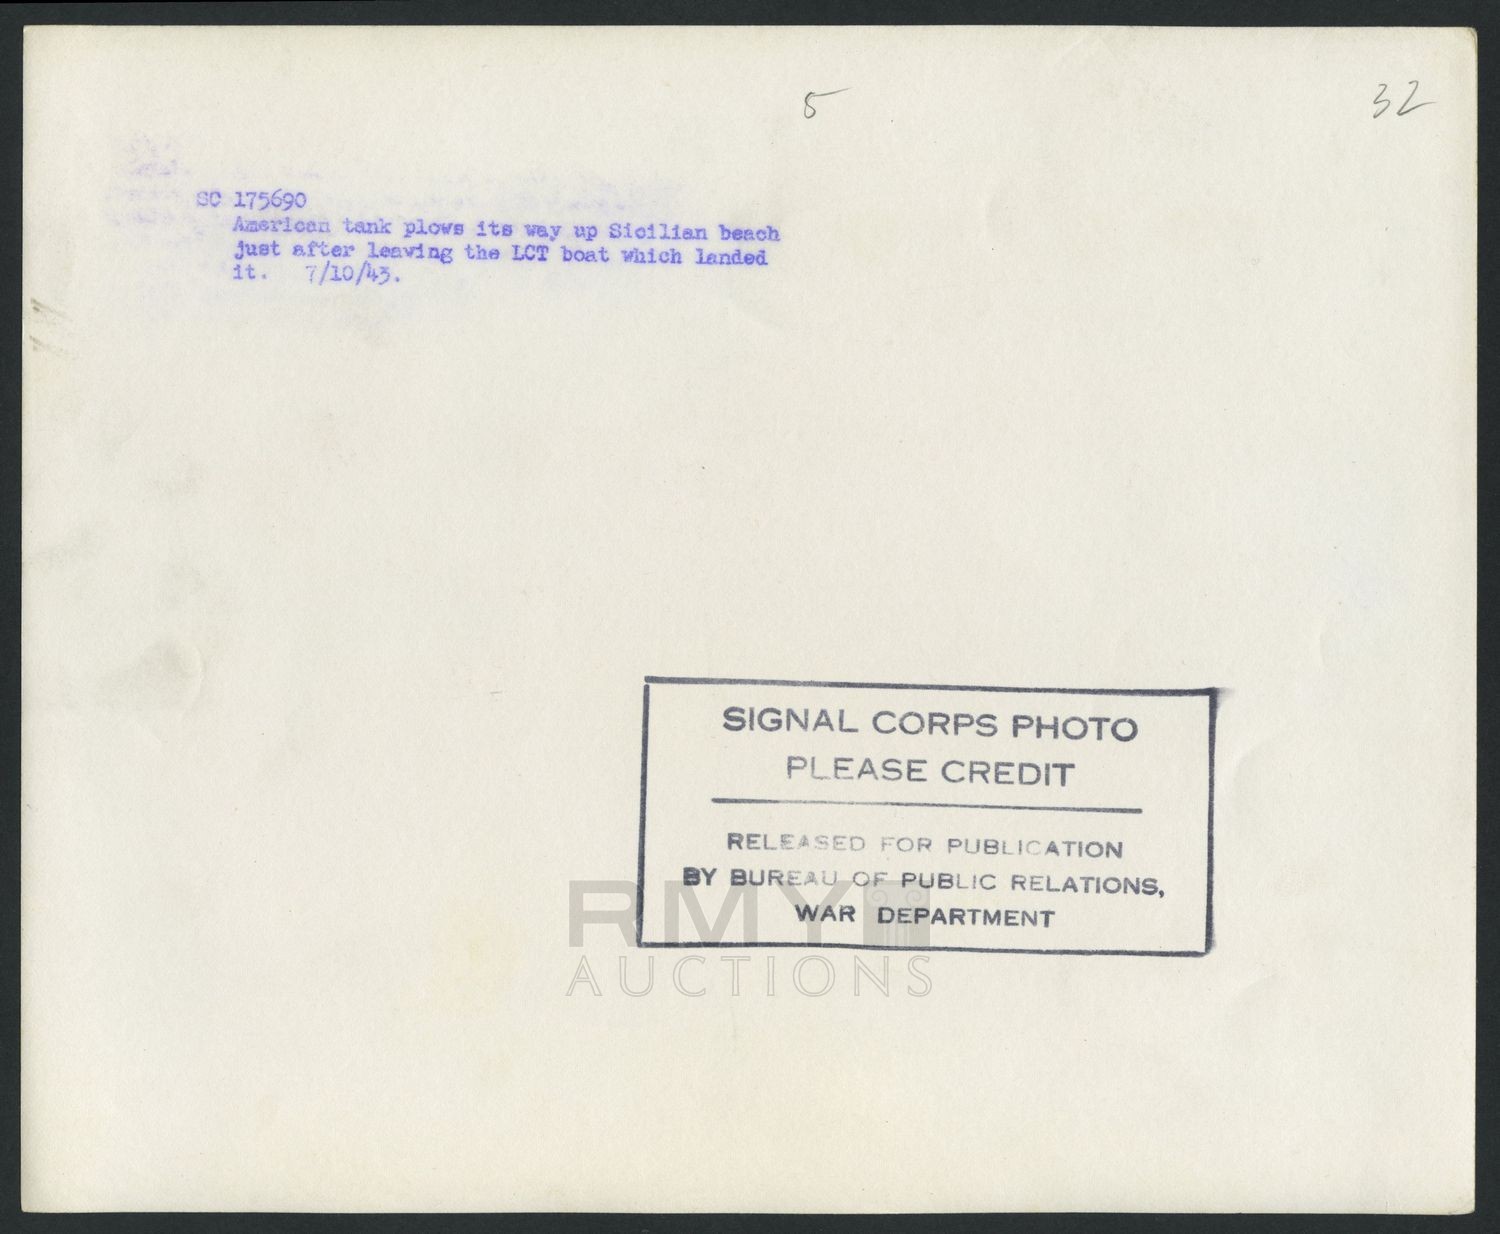 5
32
SC 175690
American tank plows its way up Sicilian beach
just after leaving the LCT boat which landed
it. 7/10/43.
SIGNAL CORPS PHOTO
PLEASE CREDIT
RELEASED FOR PUBLICATION
BY BUREAU OF PUBLIC RELATIONS,
WAR DEPARTMENT
RMY
AUCTIONS